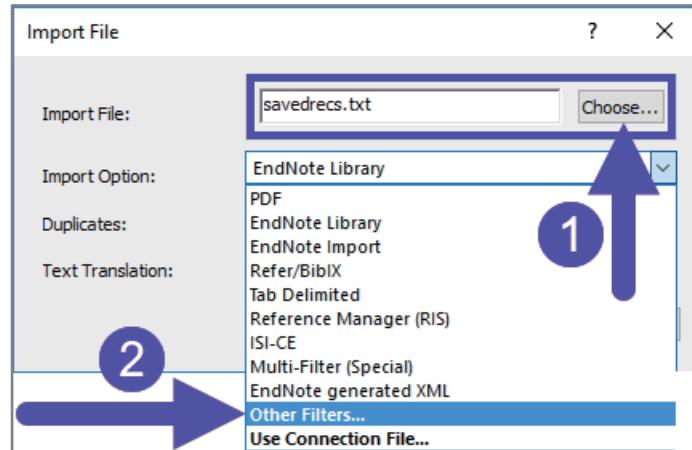 Import File ? X
Import File: savedrecs.txt Choose...
Import Option: EndNote Library
PDF
Duplicates: EndNote Library
EndNote Import
Text Translation: Refer/BibIX
Tab Delimited
Reference Manager (RIS)
ISI-CE
Multi-Filter (Special)
EndNote generated XML
Other Filters...
Use Connection File...
1
2